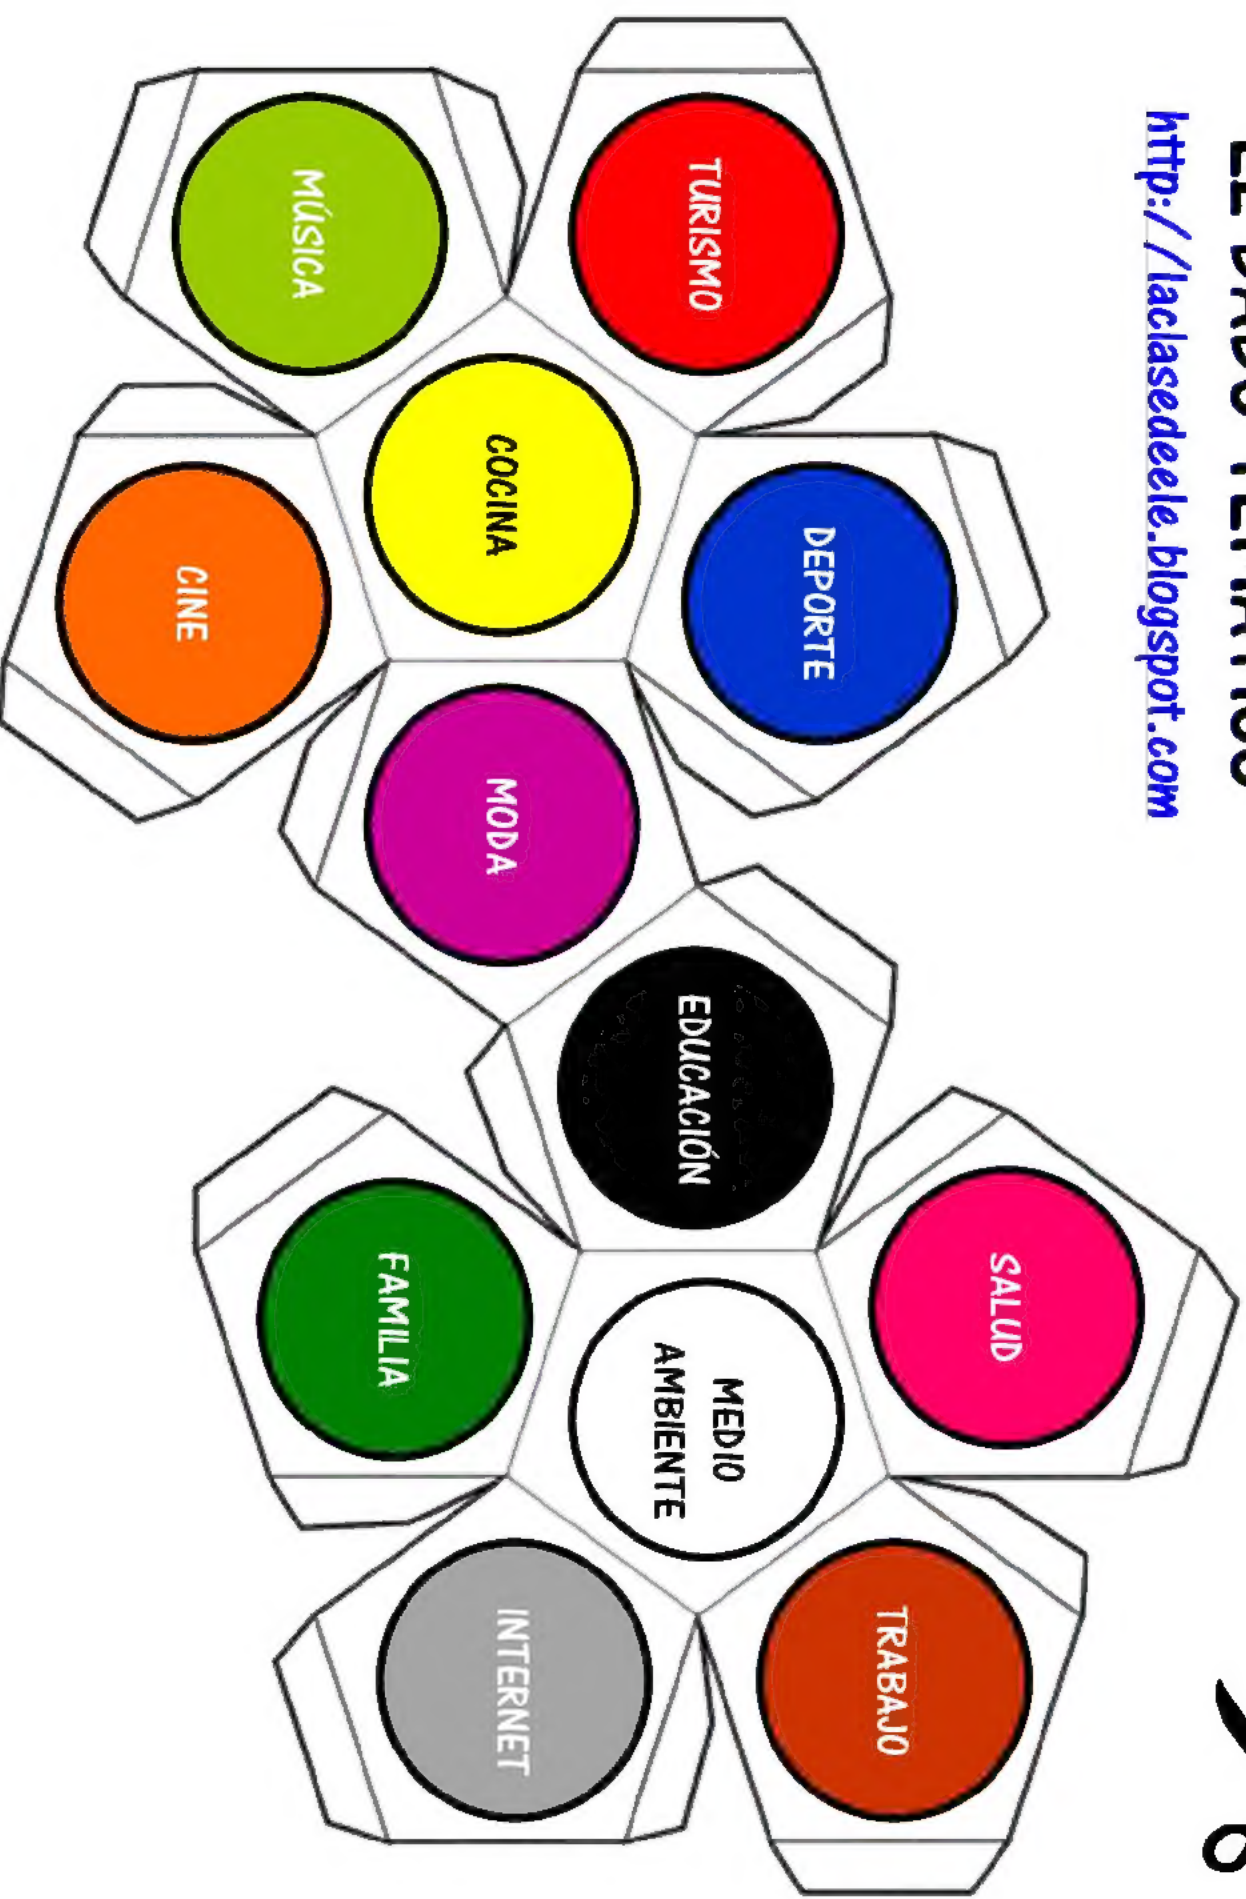 http://laclasedeele.blogspot.com
TURISMO
DEPORTE
MÚSICA
COCINA
CINE
MODA
EDUCACIÓN
SALUD
FAMILIA
MEDIO
AMBIENTE
TRABAJO
INTERNET